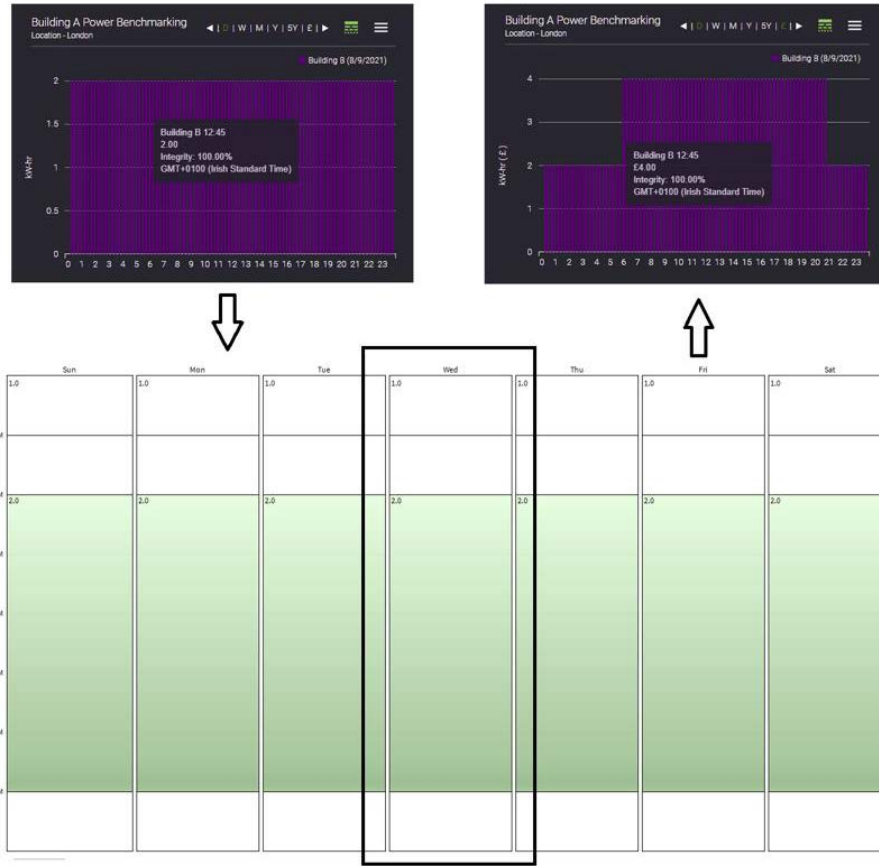 Building A Power Benchmarking
Location - London
◄ | D | W | M | Y | 5Y | £ | ►
Building B (8/9/2021)
2
1.5
1
0.5
0
kW-hr
Building B 12:45
2.00
Integrity: 100.00%
GMT+0100 (Irish Standard Time)
0 1 2 3 4 5 6 7 8 9 10 11 12 13 14 15 16 17 18 19 20 21 22 23
Building A Power Benchmarking
Location - London
◄ | D | W | M | Y | 5Y | £ | ►
Building B (8/9/2021)
4
3
2
1
0
kW-hr ( £ )
Building B 12:45
£4.00
Integrity: 100.00%
GMT+0100 (Irish Standard Time)
0 1 2 3 4 5 6 7 8 9 10 11 12 13 14 15 16 17 18 19 20 21 22 23
Sun Mon Tue Wed Thu Fri Sat
1.0 1.0 1.0 1.0 1.0 1.0 1.0
2.0 2.0 2.0 2.0 2.0 2.0 2.0